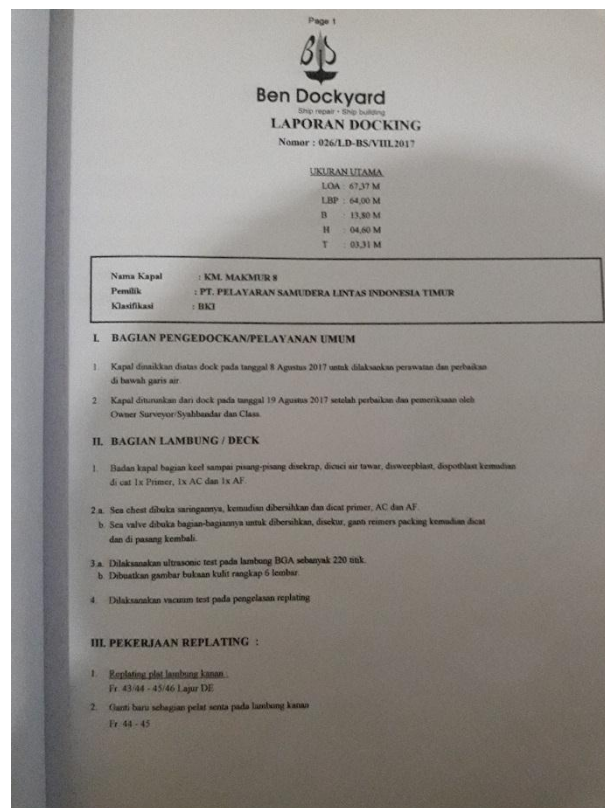 Page 1
Ben Dockyard
Ship repair • Ship building
LAPORAN DOCKING
Nomor : 026/LD-BS/VIII.2017
UKURAN UTAMA
LOA : 67,37 M
LBP : 64,00 M
B : 13,80 M
H : 04,60 M
T : 03,31 M
Nama Kapal : KM. MAKMUR 8
Pemilik : PT. PELAYARAN SAMUDERA LINTAS INDONESIA TIMUR
Klasifikasi : BKI
I. BAGIAN PENGEDOCKAN/PELAYANAN UMUM
1. Kapal dinaikkan diatas dock pada tanggal 8 Agustus 2017 untuk dilaksankan perawatan dan perbaikan
di bawah garis air.
2. Kapal diturunkan dari dock pada tanggal 19 Agustus 2017 setelah perbaikan dan pemeriksaan oleh
Owner Surveyor/Syahbandar dan Class.
II. BAGIAN LAMBUNG / DECK
1. Badan kapal bagian keel sampai pisang-pisang disekrap, dicuci air tawar, disweepblast, dispotblast kemudian
di cat 1x Primer, 1x AC dan 1x AF.
2.a. Sea chest dibuka saringannya, kemudian dibersihkan dan dicat primer, AC dan AF.
b. Sea valve dibuka bagian-bagiannya untuk dibersihkan, disekur, ganti reimers packing kemudian dicat
dan di pasang kembali.
3.a. Dilaksanakan ultrasonic test pada lambung BGA sebanyak 220 titik.
b. Dibuatkan gambar bukaan kulit rangkap 6 lembar.
4. Dilaksanakan vacuum test pada pengelasan replating
III. PEKERJAAN REPLATING :
1. Replating plat lambung kanan :
Fr. 43/44 - 45/46 Lajur DE
2. Ganti baru sebagian pelat senta pada lambung kanan
Fr. 44 - 45